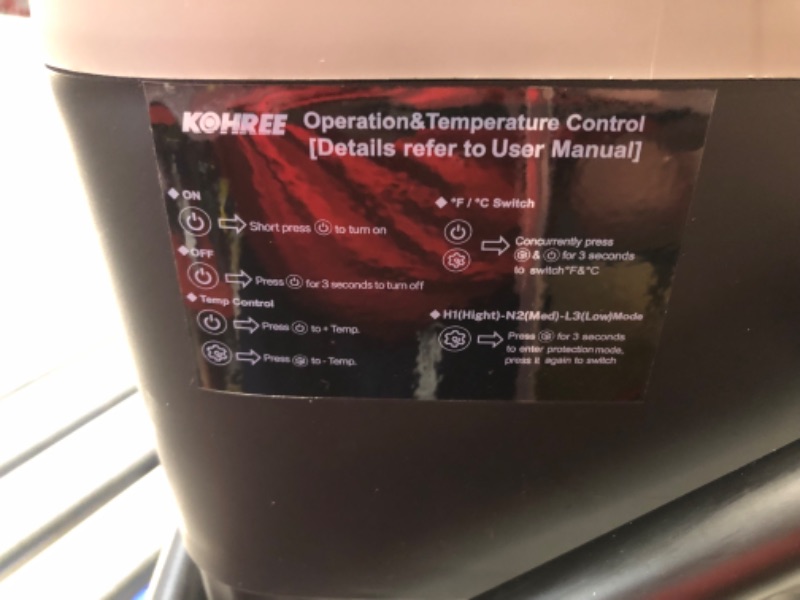 KOHREE Operation&Temperature Control
[Details refer to User Manual]
◆ ON
Short press to turn on
◆OFF
Press for 3 seconds to turn off
◆ Temp Control
Press to + Temp.
Press to - Temp.
◆ °F / °C Switch
Concurrently press
& for 3 seconds
to switch°F&°C
◆ H1(Hight)-N2(Med)-L3(Low)Mode
Press for 3 seconds
to enter protection mode,
press it again to switch